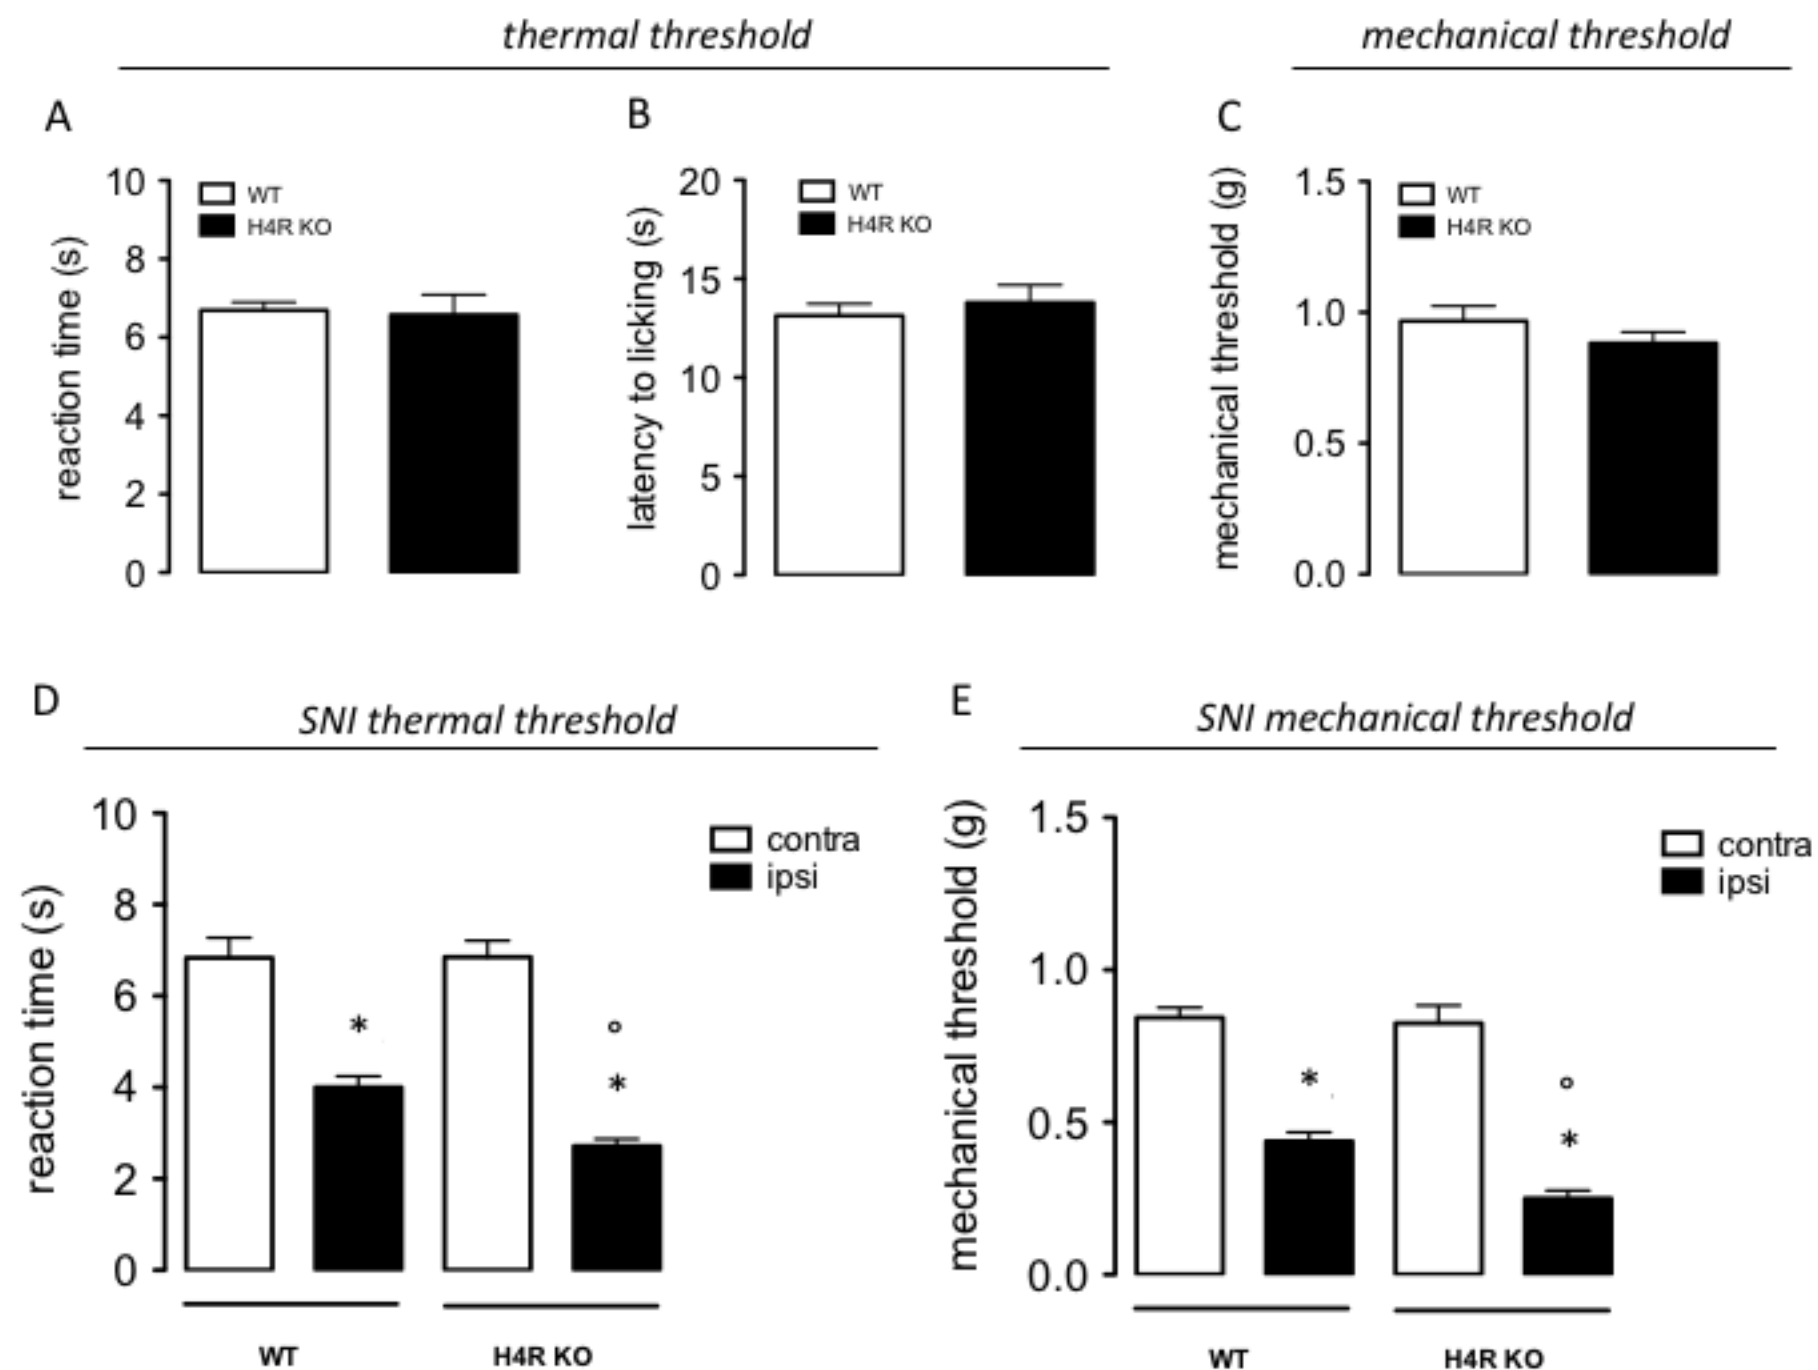 thermal threshold
mechanical threshold
A
B
C
reaction time (s)
10
8
6
4
2
0
WT
H4R KO
latency to licking (s)
20
15
10
5
0
WT
H4R KO
mechanical threshold (g)
1.5
1.0
0.5
0.0
WT
H4R KO
D
SNI thermal threshold
E
SNI mechanical threshold
reaction time (s)
10
8
6
4
2
0
contra
ipsi
*
°
*
WT
H4R KO
mechanical threshold (g)
1.5
1.0
0.5
0.0
contra
ipsi
*
°
*
WT
H4R KO